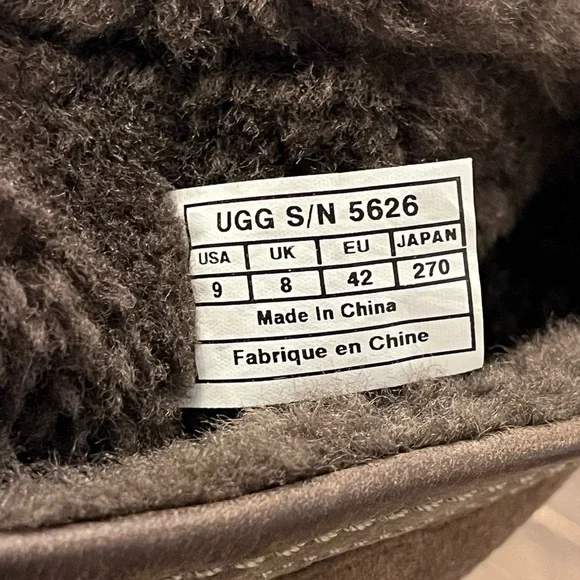 UGG S/N 5626
USA UK EU JAPAN
9 8 42 270
Made In China
Fabrique en Chine